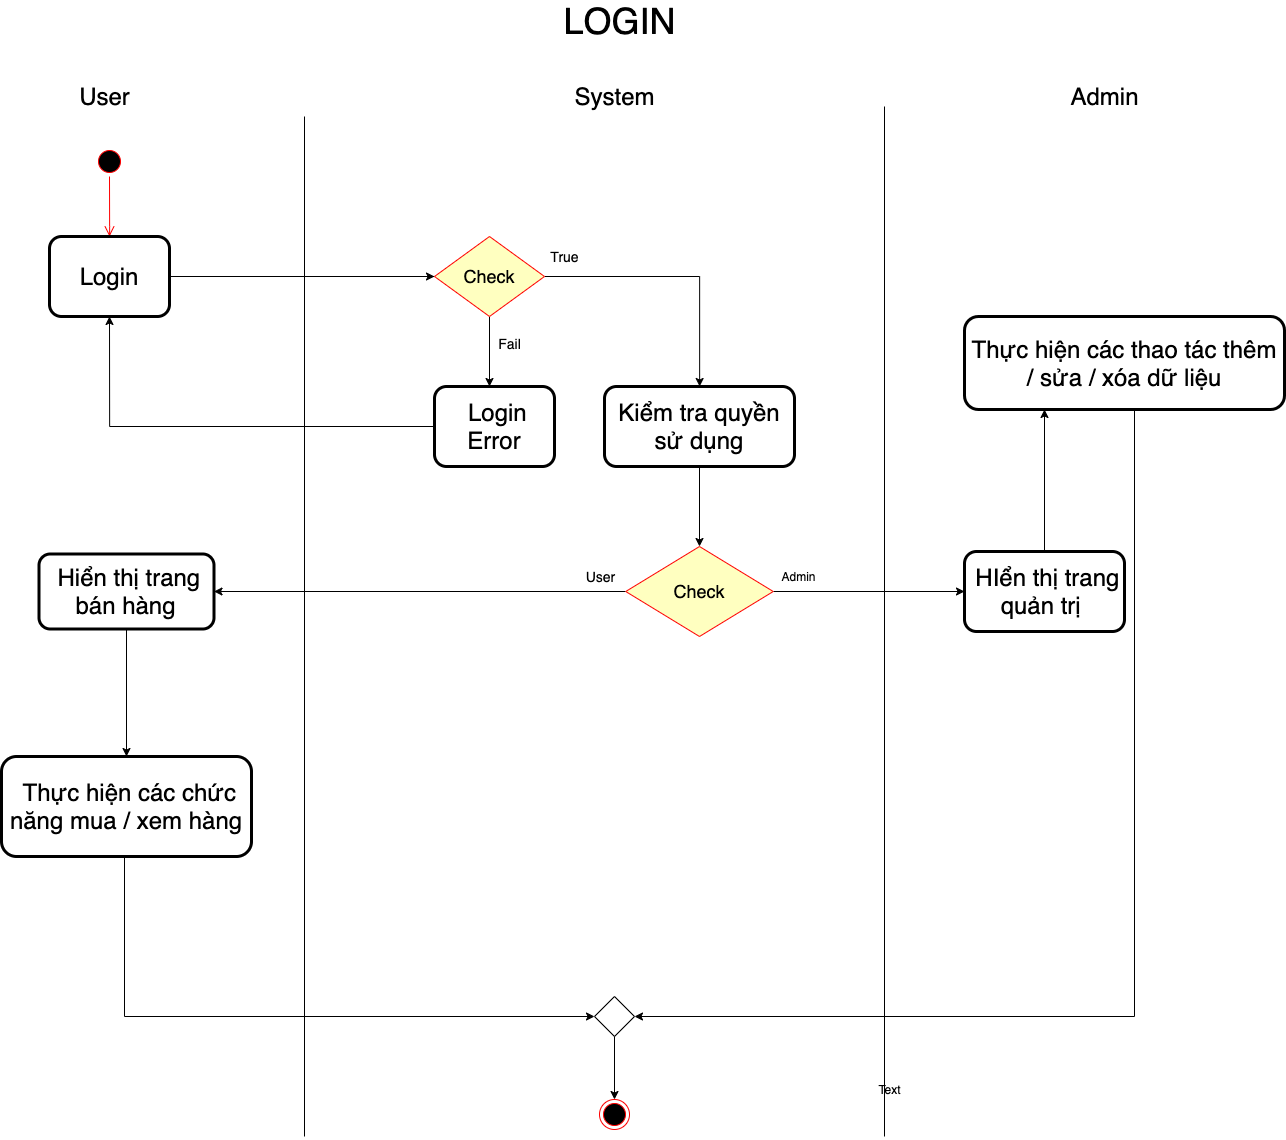 LOGIN
User
System
Admin
Login
Check
True
Fail
Login
Error
Kiểm tra quyền
sử dụng
Thực hiện các thao tác thêm
/ sửa / xóa dữ liệu
Hiển thị trang
bán hàng
User
Check
Admin
HIển thị trang
quản trị
Thực hiện các chức
năng mua / xem hàng
Text